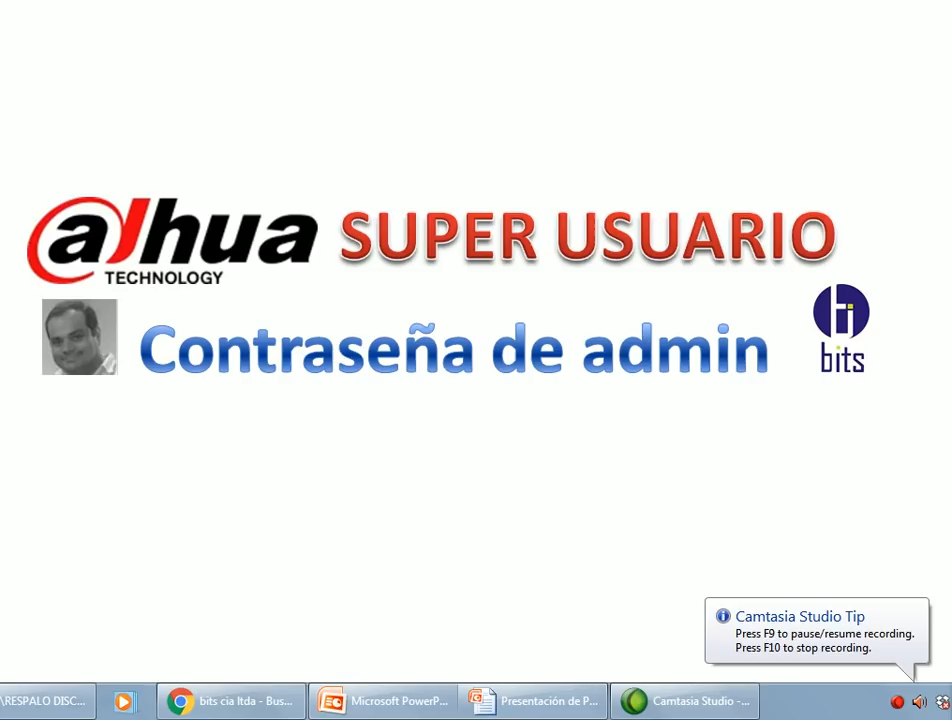 alhua
TECHNOLOGY
SUPER USUARIO
Contraseña de admin
bits
Camtasia Studio Tip
Press F9 to pause/resume recording.
Press F10 to stop recording.
\RESPALO DISC...
bits cia ltda - Bus...
Microsoft PowerP...
Presentación de P...
Camtasia Studio -...